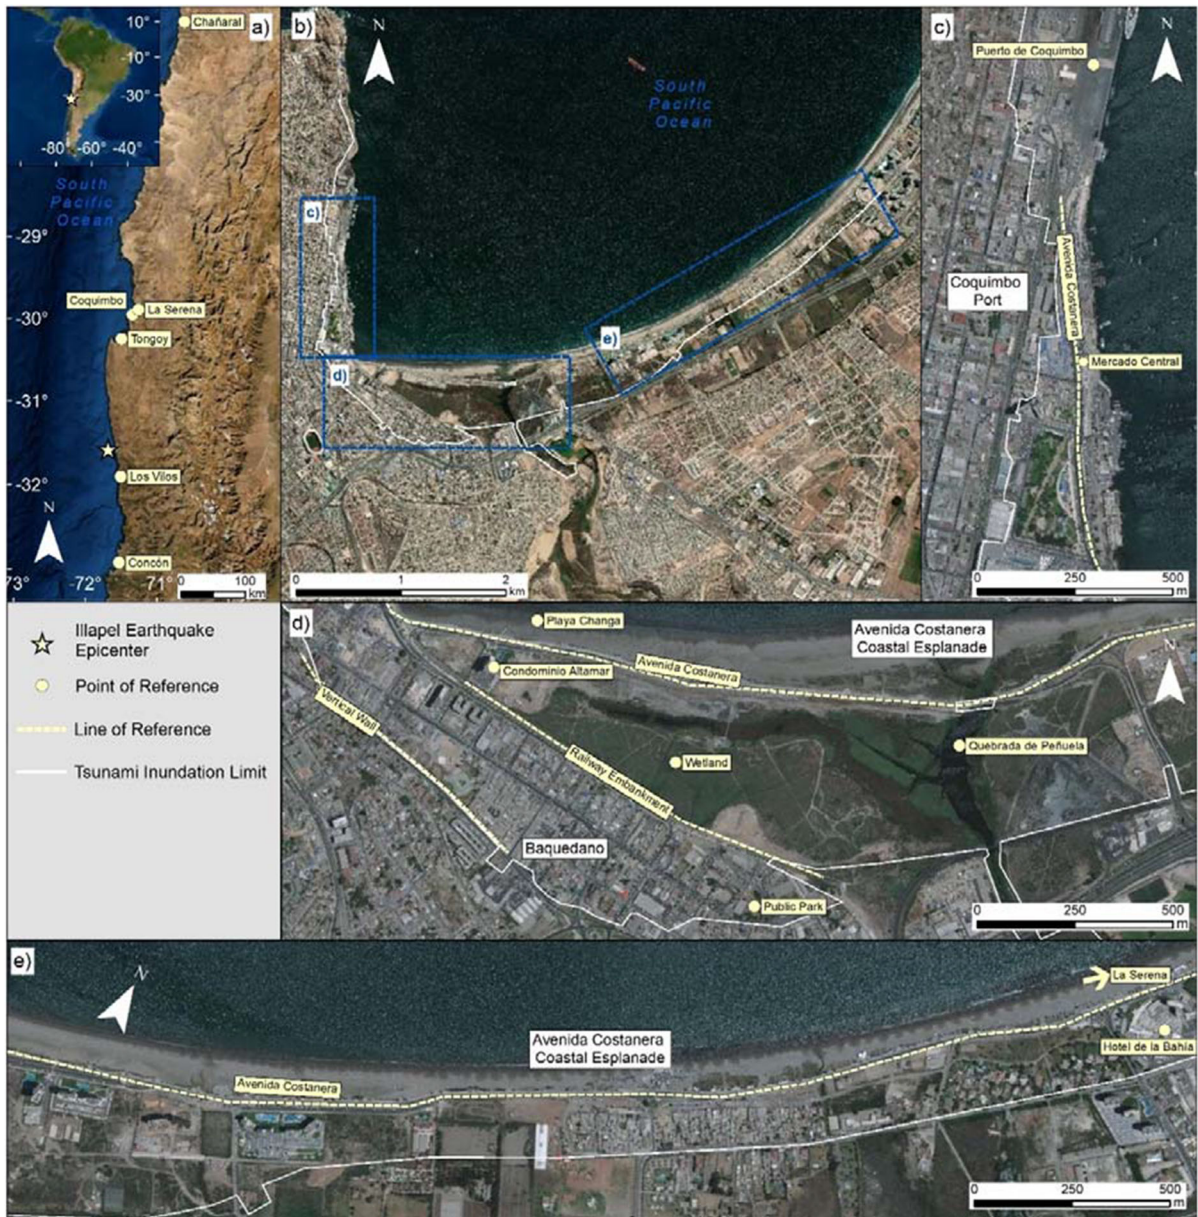 a)
Chañaral
10°
-10°
-30°
-80° -60° -40°
South
Pacific
Ocean
-29°
-30°
-31°
-32°
Coquimbo
La Serena
Tongoy
Los Vilos
Concón
N
73° -72° -71°
0 100
km
b)
N
South
Pacific
Ocean
c)
d)
e)
0 1 2
km
c)
N
Puerto de Coquimbo
Coquimbo
Port
Avenida Costanera
Mercado Central
0 250 500
m
Illapel Earthquake
Epicenter
Point of Reference
Line of Reference
Tsunami Inundation Limit
d)
Playa Changa
Avenida Costanera
Coastal Esplanade
N
Condominio Altamar
Avenida Costanera
Vertical Wall
Railway Embankment
Wetland
Quebrada de Peñuela
Baquedano
Public Park
0 250 500
m
e)
N
La Serena
Avenida Costanera
Coastal Esplanade
Hotel de la Bahía
Avenida Costanera
0 250 500
m